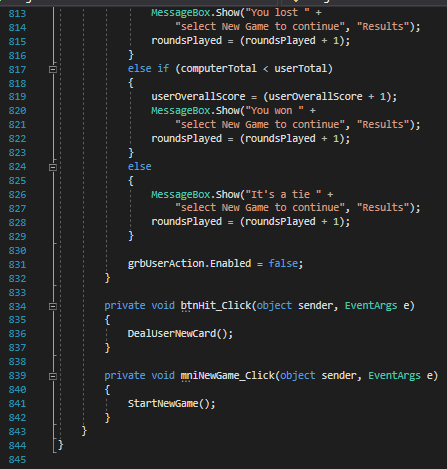 813 MessageBox.Show("You lost " +
814 "select New Game to continue", "Results");
815 roundsPlayed = (roundsPlayed + 1);
816 }
817 else if (computerTotal < userTotal)
818 {
819 userOverallScore = (userOverallScore + 1);
820 MessageBox.Show("You won " +
821 "select New Game to continue", "Results");
822 roundsPlayed = (roundsPlayed + 1);
823 }
824 else
825 {
826 MessageBox.Show("It's a tie " +
827 "select New Game to continue", "Results");
828 roundsPlayed = (roundsPlayed + 1);
829 }
830
831 grbUserAction.Enabled = false;
832 }
833
834 private void btnHit_Click(object sender, EventArgs e)
835 {
836 DealUserNewCard();
837 }
838
839 private void mniNewGame_Click(object sender, EventArgs e)
840 {
841 StartNewGame();
842 }
843 }
844 }
845